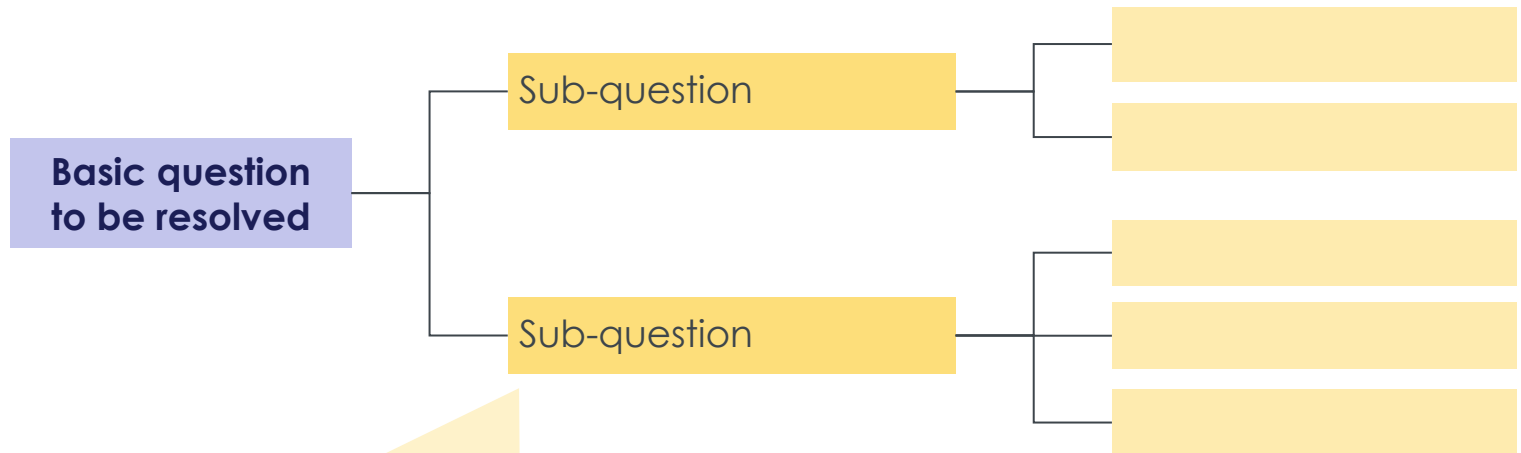 Sub-question
Basic question
to be resolved
Sub-question